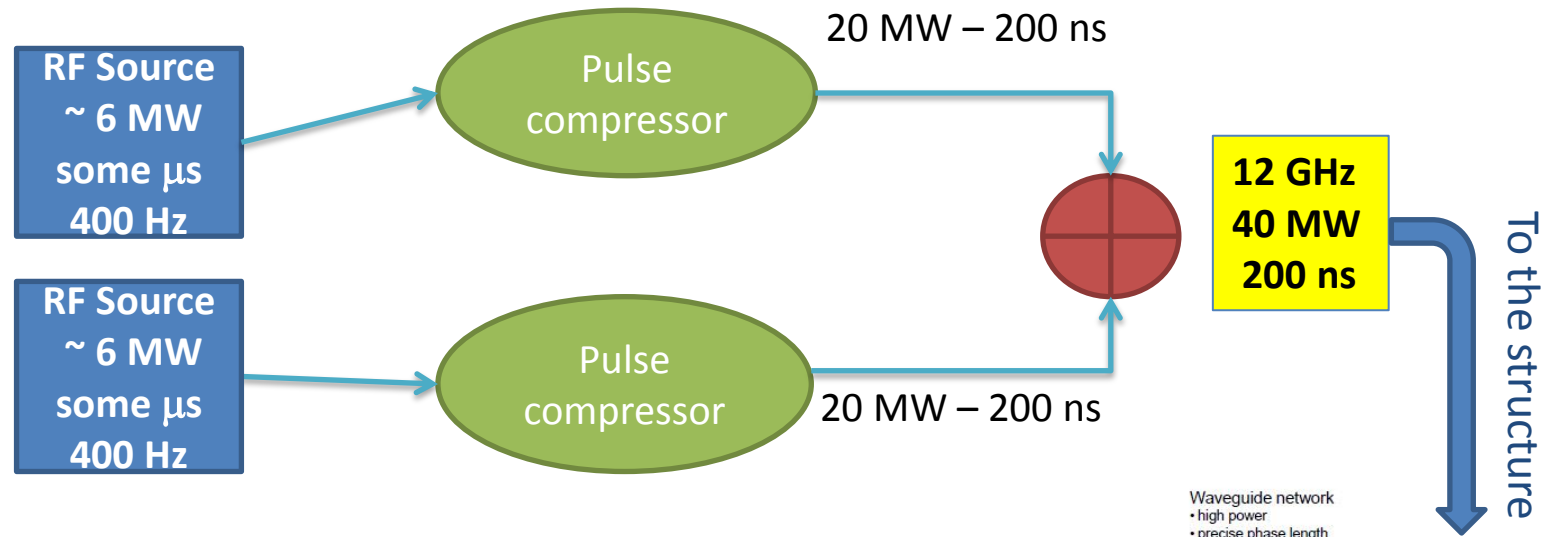 20 MW – 200 ns
RF Source
~ 6 MW
some μs
400 Hz
Pulse
compressor
12 GHz
40 MW
200 ns
To the structure
RF Source
~ 6 MW
some μs
400 Hz
Pulse
compressor
20 MW – 200 ns
Waveguide network
• high power
• precise phase length